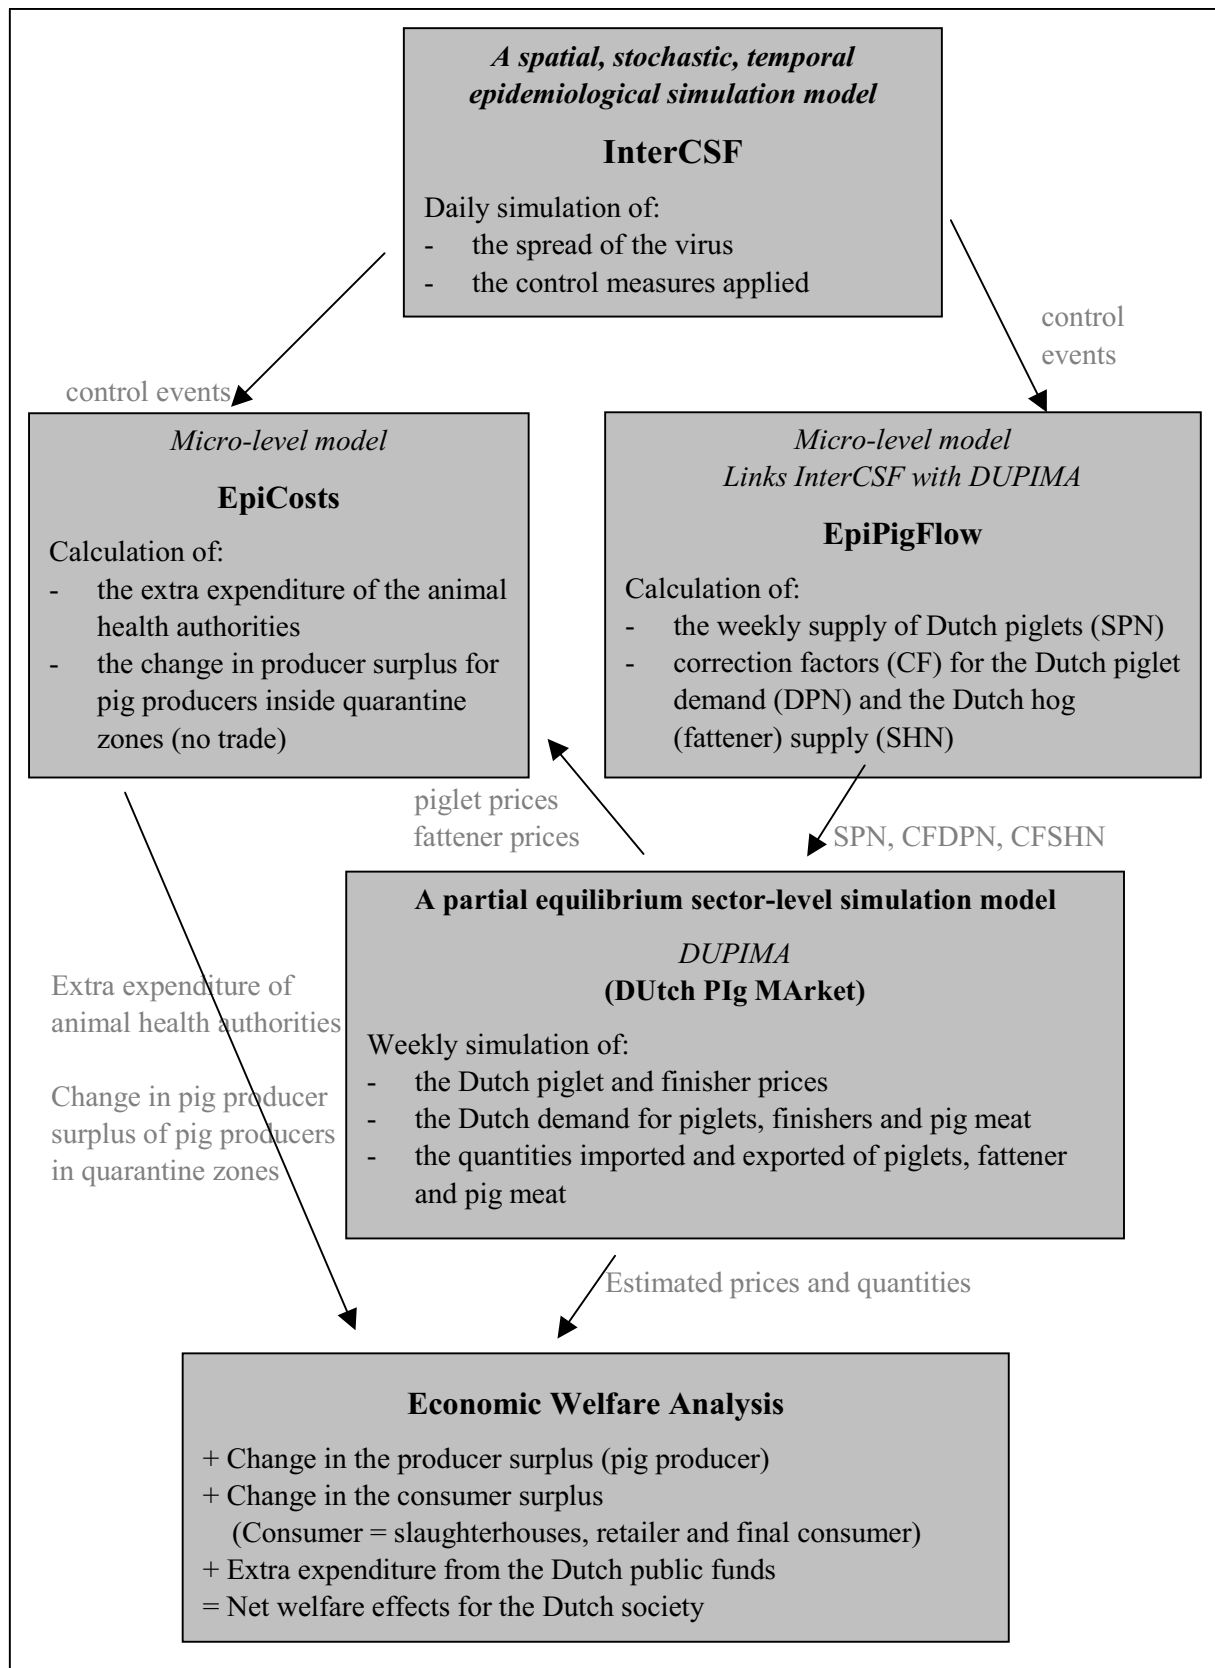 A spatial, stochastic, temporal
epidemiological simulation model
InterCSF
Daily simulation of:
- the spread of the virus
- the control measures applied
control
events
control events
Micro-level model
EpiCosts
Calculation of:
- the extra expenditure of the animal
health authorities
- the change in producer surplus for
pig producers inside quarantine
zones (no trade)
Micro-level model
Links InterCSF with DUPIMA
EpiPigFlow
Calculation of:
- the weekly supply of Dutch piglets (SPN)
- correction factors (CF) for the Dutch piglet
demand (DPN) and the Dutch hog
(fattener) supply (SHN)
piglet prices
fattener prices
SPN, CFDPN, CFSHN
A partial equilibrium sector-level simulation model
DUPIMA
(DUtch PIg MArket)
Weekly simulation of:
- the Dutch piglet and finisher prices
- the Dutch demand for piglets, finishers and pig meat
- the quantities imported and exported of piglets, fattener
and pig meat
Extra expenditure of
animal health authorities
Change in pig producer
surplus of pig producers
in quarantine zones
Estimated prices and quantities
Economic Welfare Analysis
+ Change in the producer surplus (pig producer)
+ Change in the consumer surplus
(Consumer = slaughterhouses, retailer and final consumer)
+ Extra expenditure from the Dutch public funds
= Net welfare effects for the Dutch society